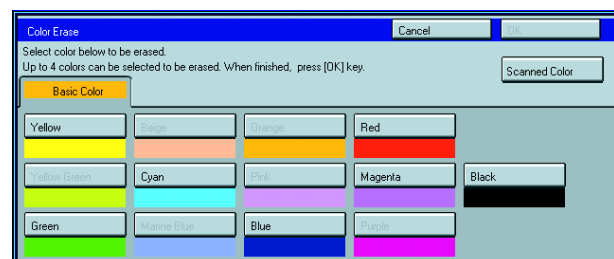 Color Erase Cancel OK
Select color below to be erased.
Up to 4 colors can be selected to be erased. When finished, press [OK] key.
Scanned Color
Basic Color
Yellow Beige Orange Red
Yellow Green Cyan Pink Magenta Black
Green Marine Blue Blue Purple